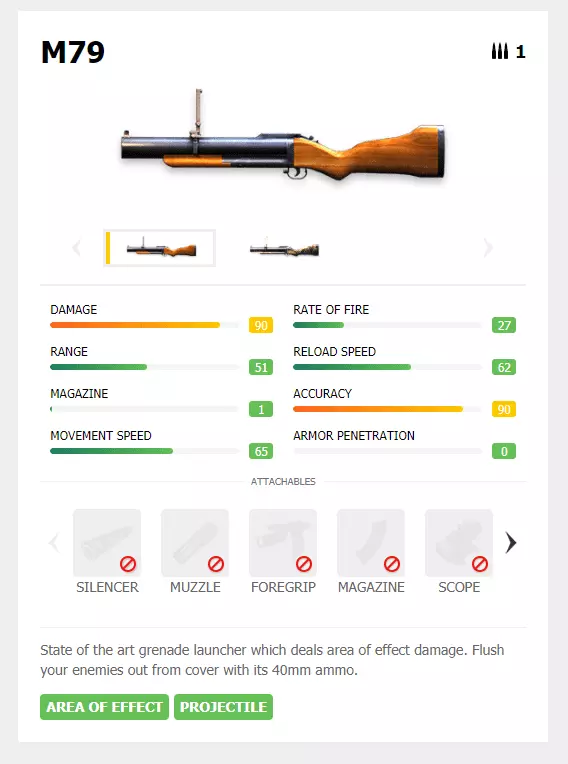 M79
1
DAMAGE
90
RATE OF FIRE
27
RANGE
51
RELOAD SPEED
62
MAGAZINE
1
ACCURACY
90
MOVEMENT SPEED
65
ARMOR PENETRATION
0
ATTACHABLES
SILENCER
MUZZLE
FOREGRIP
MAGAZINE
SCOPE
State of the art grenade launcher which deals area of effect damage. Flush
your enemies out from cover with its 40mm ammo.
AREA OF EFFECT
PROJECTILE